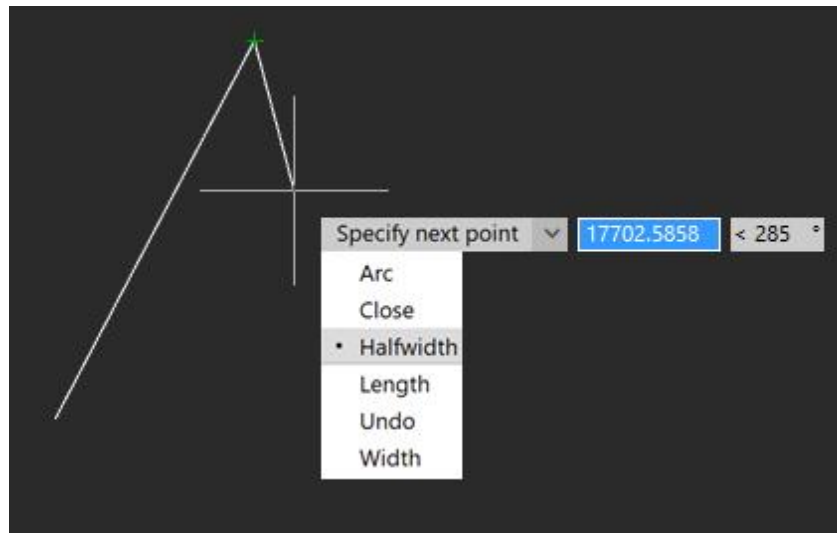 Specify next point 17702.5858 < 285 °
Arc
Close
• Halfwidth
Length
Undo
Width